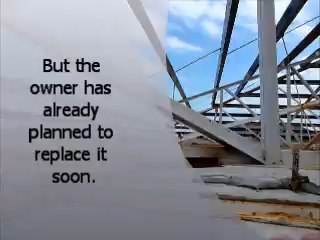 But the
owner has
already
planned to
replace it
soon.